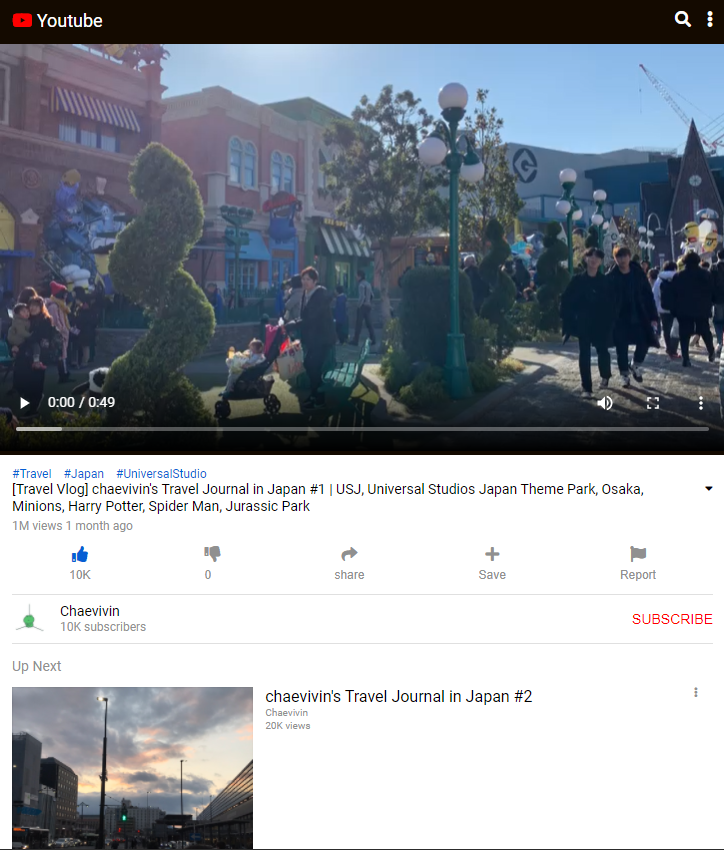 Youtube
0:00 / 0:49
#Travel #Japan #UniversalStudio
[Travel Vlog] chaevivin's Travel Journal in Japan #1 | USJ, Universal Studios Japan Theme Park, Osaka,
Minions, Harry Potter, Spider Man, Jurassic Park
1M views 1 month ago
10K 0 share Save Report
Chaevivin
10K subscribers
SUBSCRIBE
Up Next
chaevivin's Travel Journal in Japan #2
Chaevivin
20K views